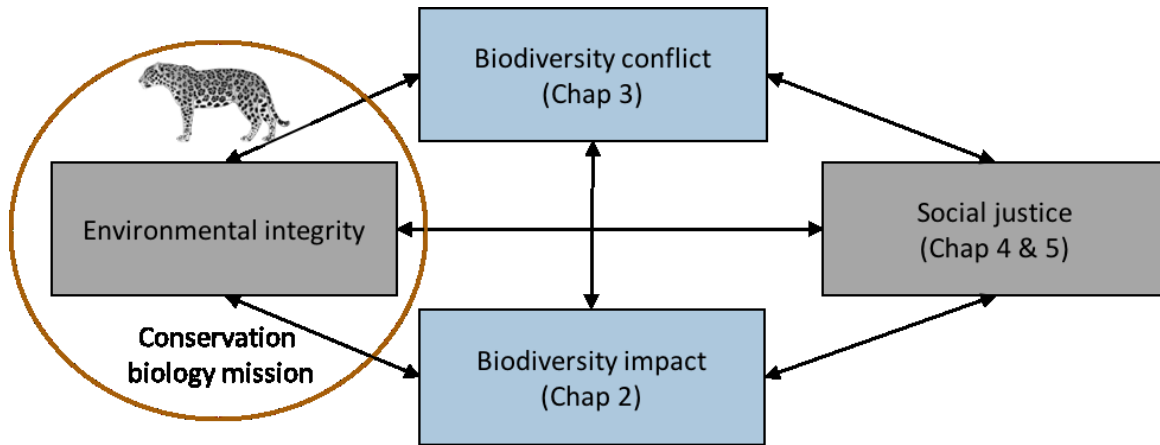 Biodiversity conflict
(Chap 3)
Environmental integrity
Social justice
(Chap 4 & 5)
Conservation
biology mission
Biodiversity impact
(Chap 2)